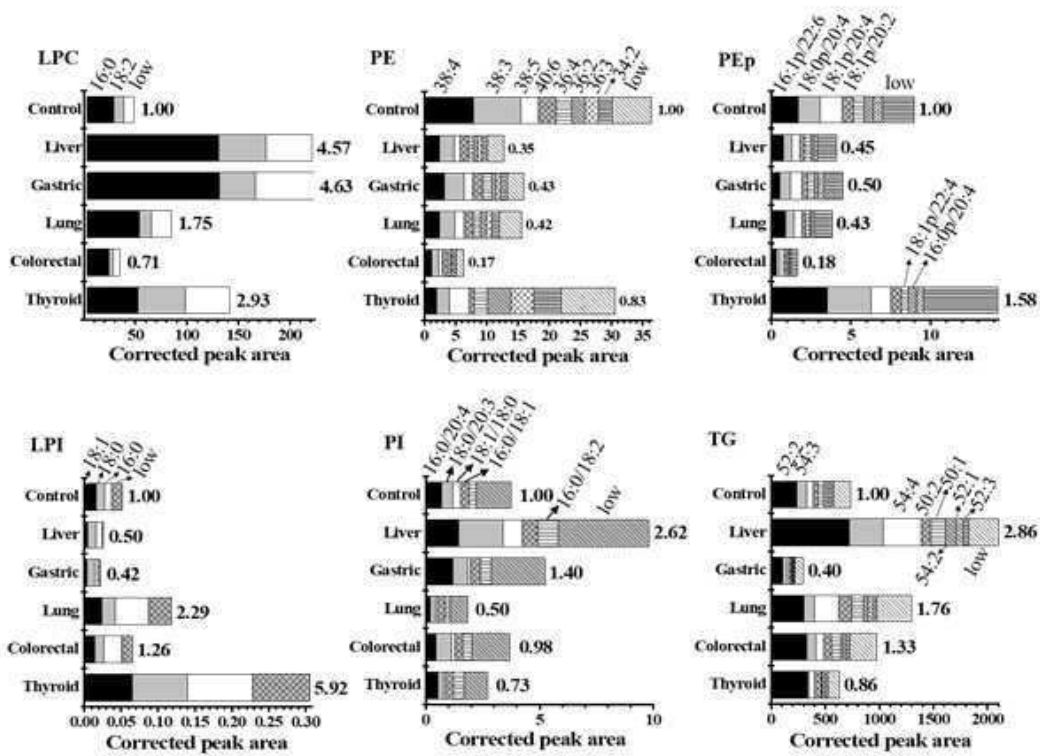 LPC
16:0
18:2
low
Control
1.00
Liver
4.57
Gastric
4.63
Lung
1.75
Colorectal
0.71
Thyroid
2.93
50 100 150 200
Corrected peak area
PE
38:4
38:3
38:5
40:6
36:4
36:2
36:3
34:2
low
Control
1.00
Liver
0.35
Gastric
0.43
Lung
0.42
Colorectal
0.17
Thyroid
0.83
0 5 10 15 20 25 30 35
Corrected peak area
PEp
16:1p/22:6
18:0p/20:4
18:1p/20:4
18:1p/20:2
low
Control
1.00
Liver
0.45
Gastric
0.50
Lung
0.43
Colorectal
0.18
18:1p/22:4
16:0p/20:4
Thyroid
1.58
0 5 10
Corrected peak area
LPI
18:1
18:0
16:0
low
Control
1.00
Liver
0.50
Gastric
0.42
Lung
2.29
Colorectal
1.26
Thyroid
5.92
0.00 0.05 0.10 0.15 0.20 0.25 0.30
Corrected peak area
PI
16:0/20:4
18:0/20:3
18:1/18:0
16:0/18:1
Control
1.00
16:0/18:2
low
Liver
2.62
Gastric
1.40
Lung
0.50
Colorectal
0.98
Thyroid
0.73
0 5 10
Corrected peak area
TG
52:2
54:3
Control
1.00
54:4
50:2
50:1
52:1
52:3
Liver
2.86
54:2
low
Gastric
0.40
Lung
1.76
Colorectal
1.33
Thyroid
0.86
0 500 1000 1500 2000
Corrected peak area